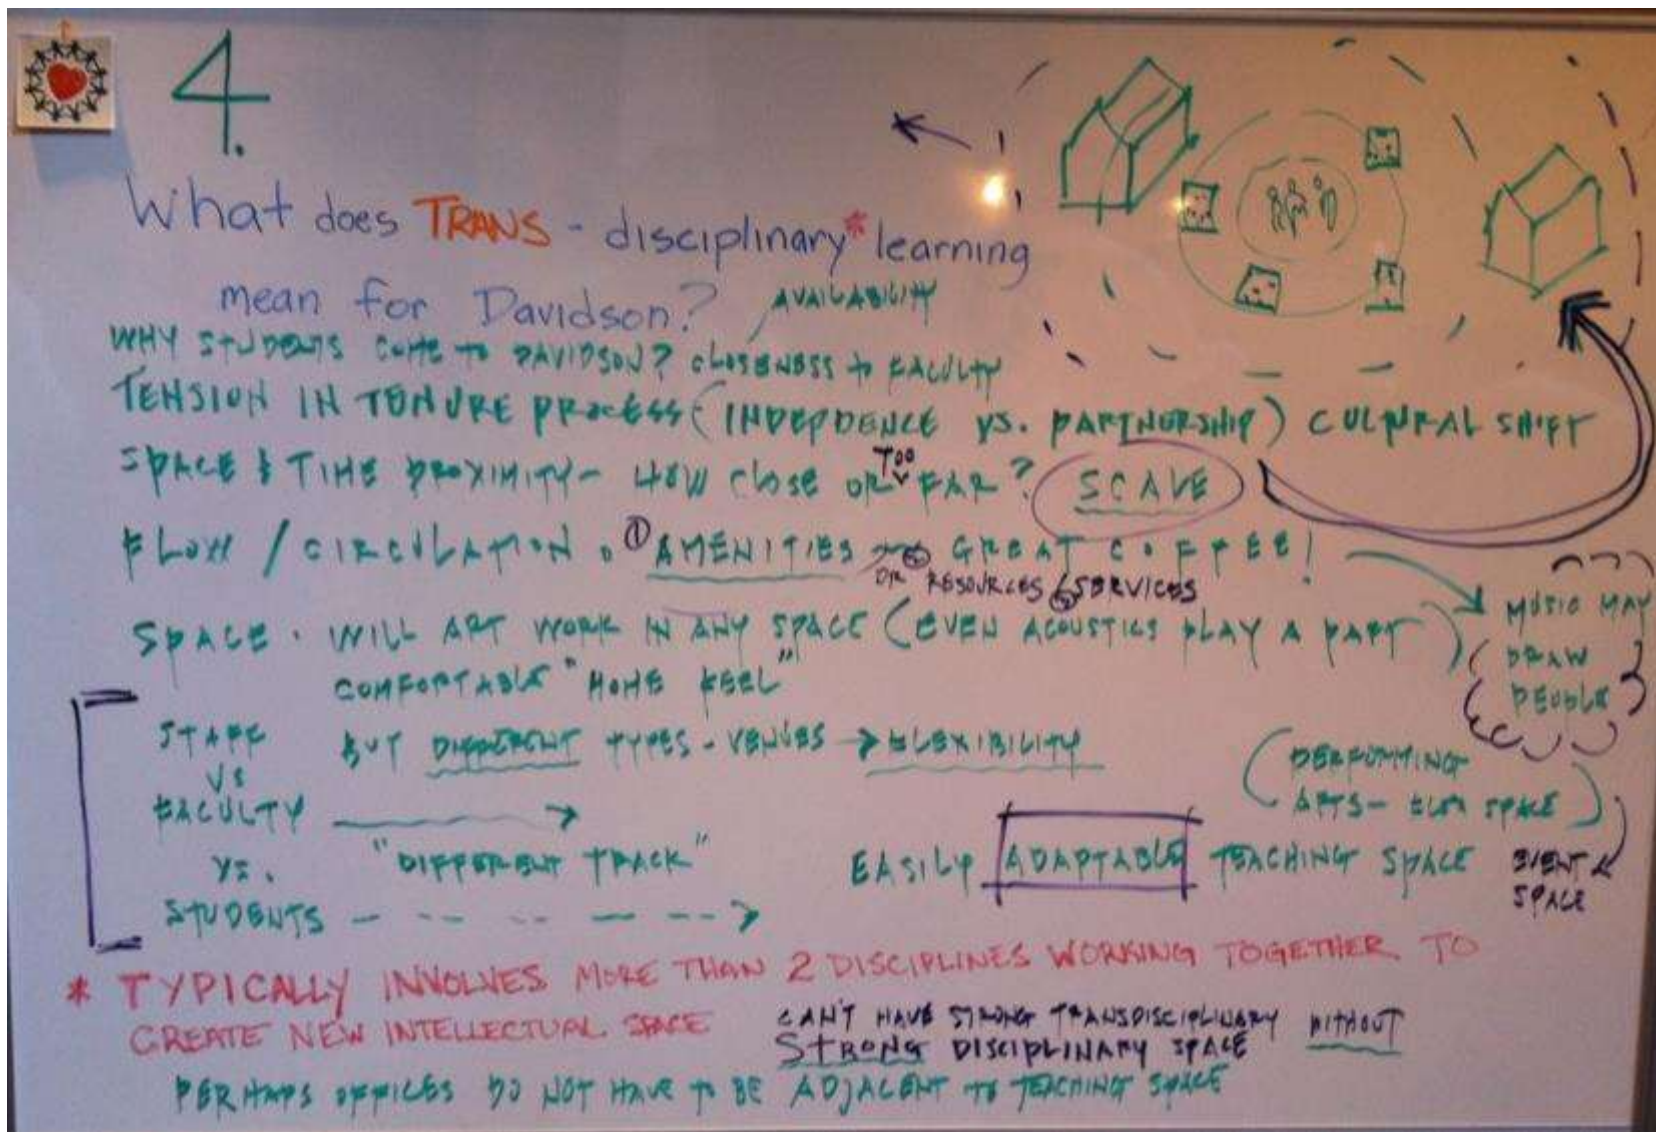 4.
What does TRANS - disciplinary* learning
mean for Davidson?
AVAILABILITY
WHY STUDENTS COME TO DAVIDSON? CLOSENESS TO FACULTY
TENSION IN TENURE PROCESS (INDEPDENCE VS. PARTNERSHIP) CULTURAL SHIFT
SPACE & TIME PROXIMITY - HOW CLOSE OR TOO FAR? SCALE
FLOW / CIRCULATION. ① AMENITIES GREAT COFFEE!
OR ② RESOURCES & SERVICES
SPACE. WILL ART WORK IN ANY SPACE (EVEN ACOUSTICS PLAY A PART)
MUSIC MAY
DRAW
PEOPLE
COMFORTABLE "HOME FEEL"
STAFF
VS
FACULTY
VS.
STUDENTS
BUT DIFFERENT TYPES - VENUES → FLEXIBILITY
"DIFFERENT TRACK"
(PERFORMING
ARTS - FLEX SPACE)
EASILY ADAPTABLE TEACHING SPACE
EVENT
SPACE
* TYPICALLY INVOLVES MORE THAN 2 DISCIPLINES WORKING TOGETHER TO
CREATE NEW INTELLECTUAL SPACE
CAN'T HAVE STRONG TRANSDISCIPLINARY WITHOUT
STRONG DISCIPLINARY SPACE
PERHAPS OFFICES DO NOT HAVE TO BE ADJACENT TO TEACHING SPACE